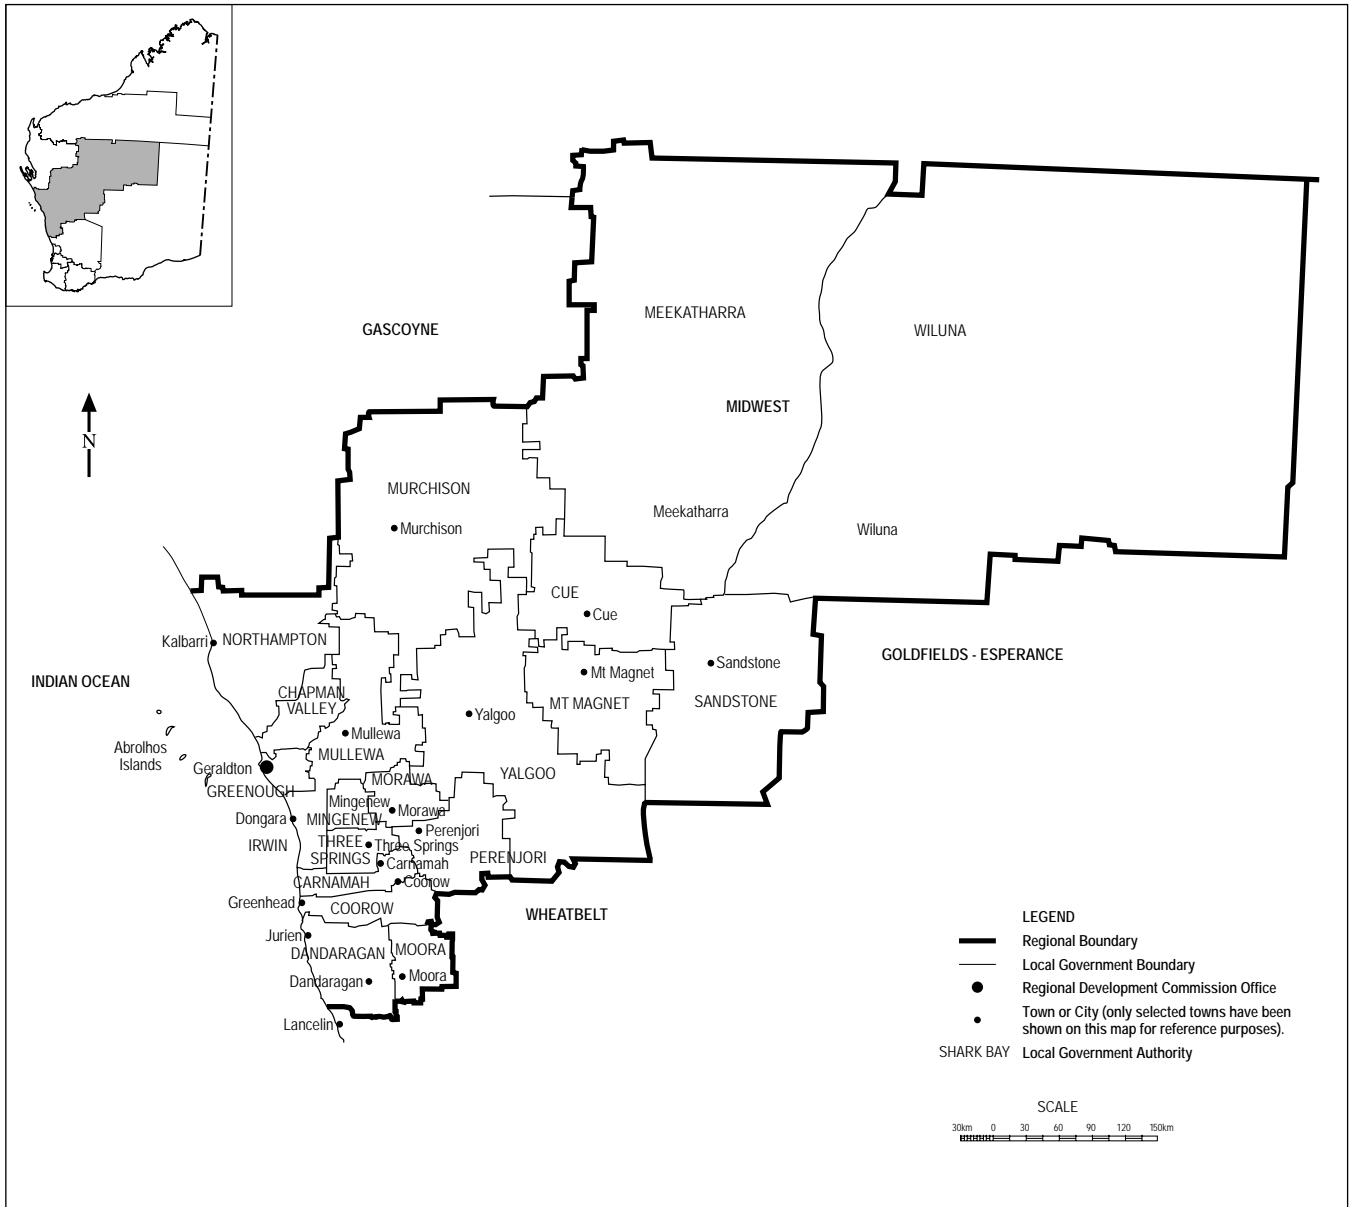 MEEKATHARRA
GASCOYNE
WILUNA
MIDWEST
N
MURCHISON
Meekatharra
Murchison
Wiluna
CUE
Cue
Kalbarri
NORTHAMPTON
GOLDFIELDS - ESPERANCE
Sandstone
Mt Magnet
INDIAN OCEAN
CHAPMAN
VALLEY
MT MAGNET
SANDSTONE
Yalgoo
Mullewa
Abrolhos
Islands
MULLEWA
Geraldton
YALGOO
MORAWA
GREENOUGH
Mingenew
Morawa
Dongara
MINGENEW
Perenjori
IRWIN
THREE
SPRINGS
Three Springs
PERENJORI
Carnamah
CARNAMAH
Coorow
Greenhead
COOROW
WHEATBELT
Jurien
DANDARAGAN
MOORA
Dandaragan
Moora
Lancelin
LEGEND
Regional Boundary
Local Government Boundary
Regional Development Commission Office
Town or City (only selected towns have been
shown on this map for reference purposes).
SHARK BAY Local Government Authority
SCALE
30km 0 30 60 90 120 150km